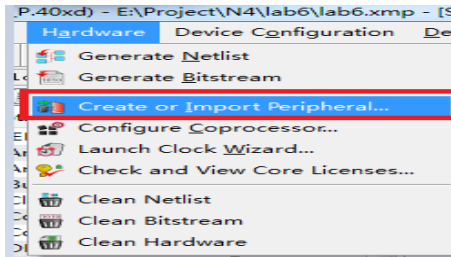 P.40xd) - E:\Project\N4\lab6\lab6.xmp - [S
Hardware Device Configuration De
Generate Netlist
Generate Bitstream
Create or Import Peripheral...
Configure Coprocessor...
Launch Clock Wizard...
Check and View Core Licenses...
Clean Netlist
Clean Bitstream
Clean Hardware